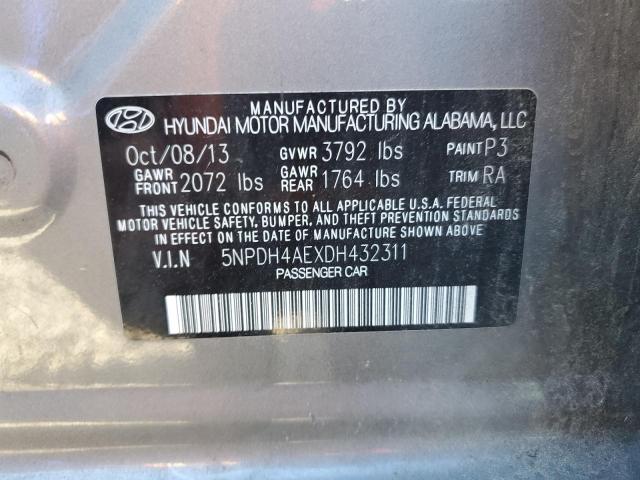 MANUFACTURED BY
HYUNDAI MOTOR MANUFACTURING ALABAMA, LLC
Oct/08/13 GVWR 3792 lbs PAINT P3
GAWR FRONT 2072 lbs GAWR REAR 1764 lbs TRIM RA
THIS VEHICLE CONFORMS TO ALL APPLICABLE U.S.A. FEDERAL
MOTOR VEHICLE SAFETY, BUMPER, AND THEFT PREVENTION STANDARDS
IN EFFECT ON THE DATE OF MANUFACTURE SHOWN ABOVE.
V.I.N 5NPDH4AEXDH432311
PASSENGER CAR